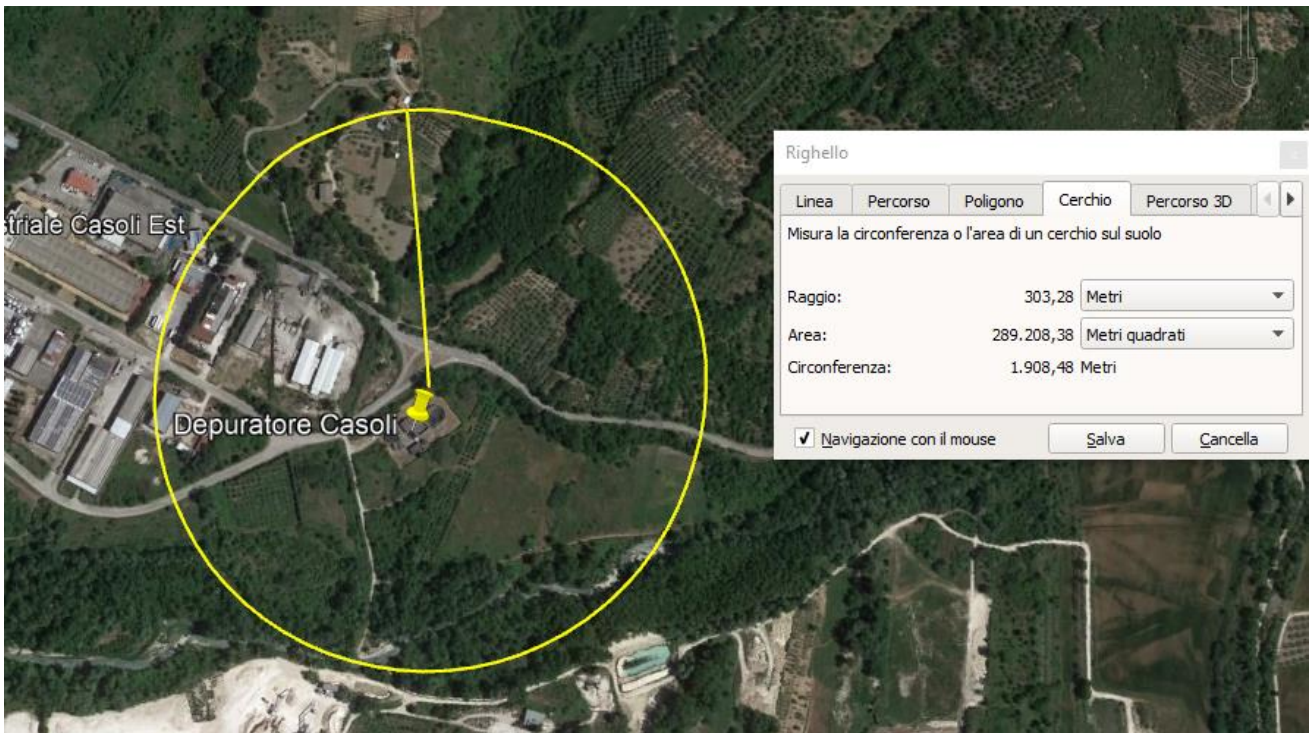 striale Casoli Est
Depuratore Casoli
Righello
Linea Percorso Poligono Cerchio Percorso 3D
Misura la circonferenza o l'area di un cerchio sul suolo
Raggio: 303,28 Metri
Area: 289.208,38 Metri quadrati
Circonferenza: 1.908,48 Metri
Navigazione con il mouse Salva Cancella